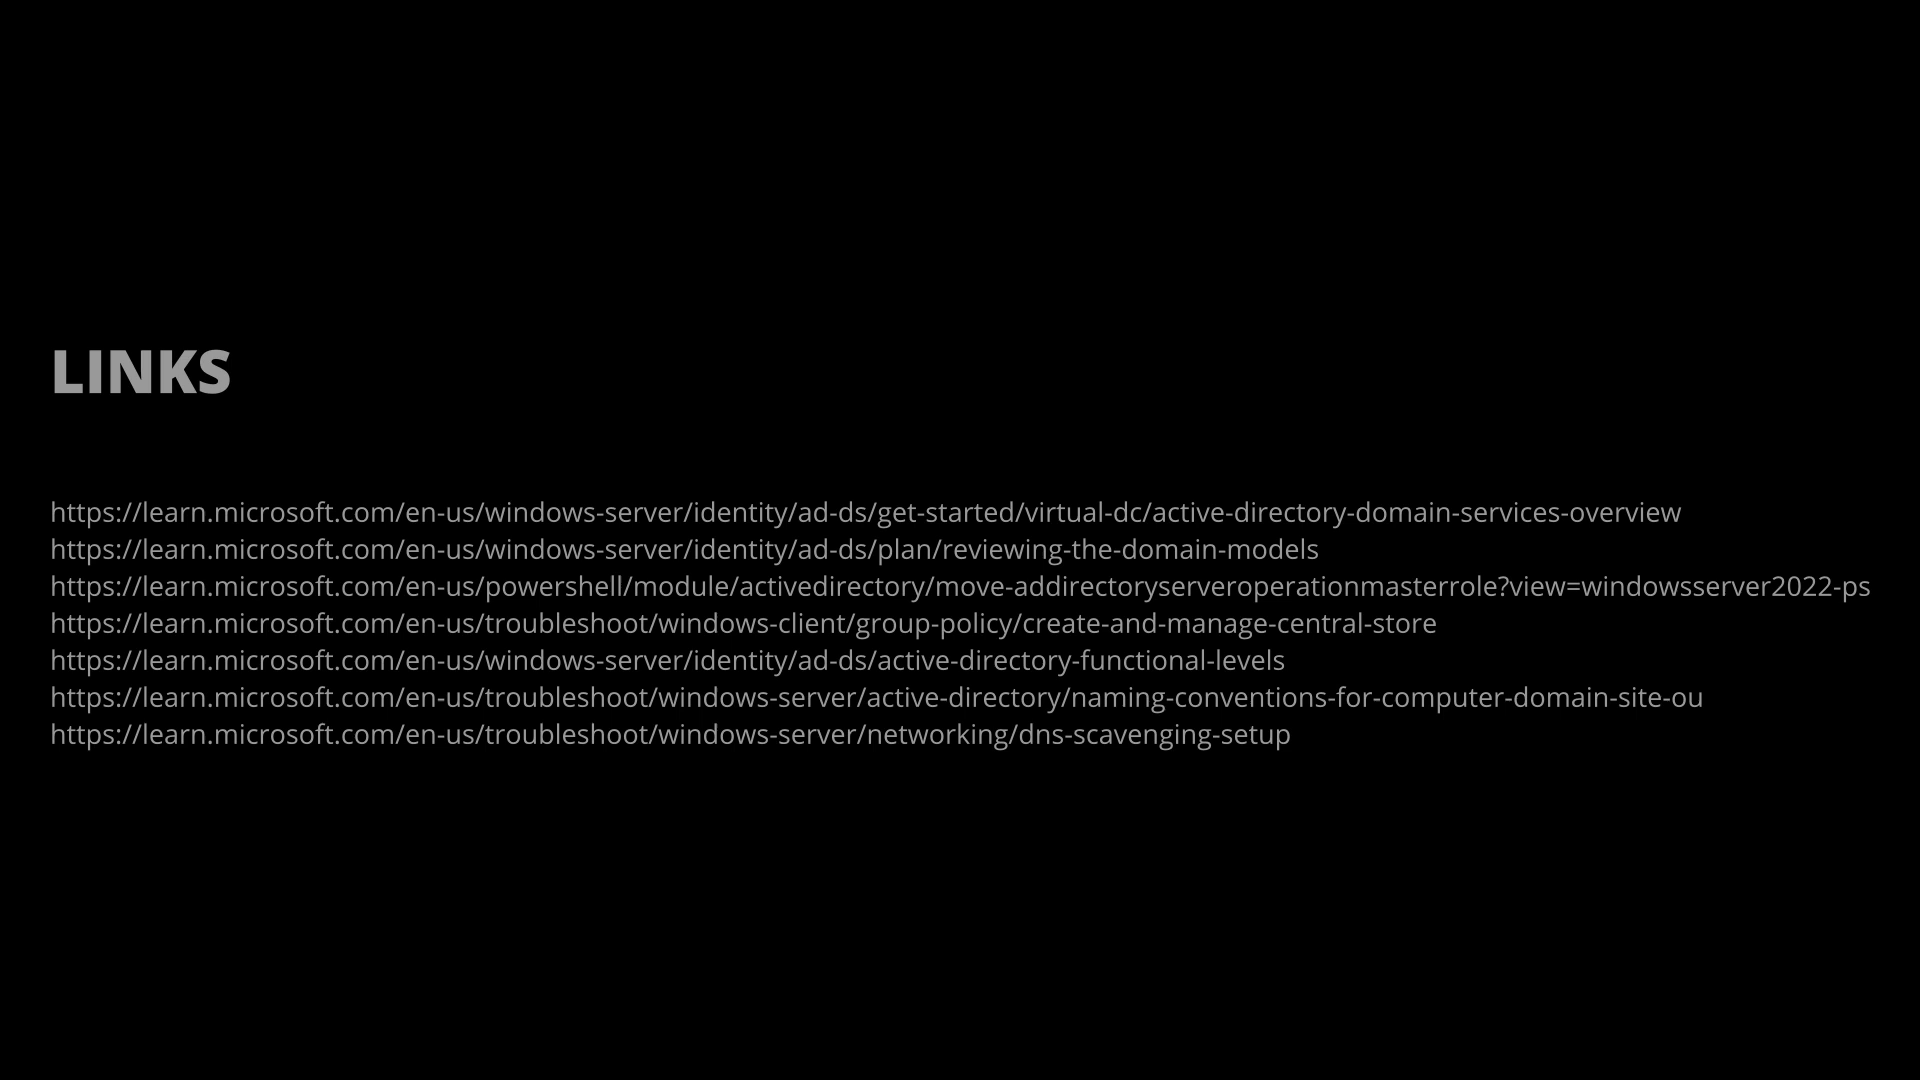 LINKS
https://learn.microsoft.com/en-us/windows-server/identity/ad-ds/get-started/virtual-dc/active-directory-domain-services-overview
https://learn.microsoft.com/en-us/windows-server/identity/ad-ds/plan/reviewing-the-domain-models
https://learn.microsoft.com/en-us/powershell/module/activedirectory/move-addirectoryserveroperationmasterrole?view=windowsserver2022-ps
https://learn.microsoft.com/en-us/troubleshoot/windows-client/group-policy/create-and-manage-central-store
https://learn.microsoft.com/en-us/windows-server/identity/ad-ds/active-directory-functional-levels
https://learn.microsoft.com/en-us/troubleshoot/windows-server/active-directory/naming-conventions-for-computer-domain-site-ou
https://learn.microsoft.com/en-us/troubleshoot/windows-server/networking/dns-scavenging-setup